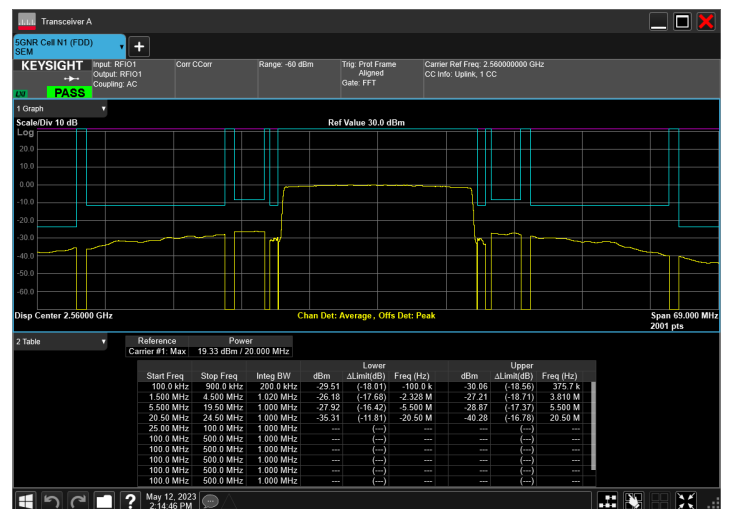 Transceiver A
5GNR Cell N1 (FDD)
SEM
KEYSIGHT
Input: RFIO1
Output: RFIO1
Coupling: AC
Corr CCorr
Range: -60 dBm
Trig: Prot Frame
Aligned
Gate: FFT
Carrier Ref Freq: 2.560000000 GHz
CC Info: Uplink, 1 CC
LXI PASS
1 Graph
Scale/Div 10 dB Ref Value 30.0 dBm
Log
20.0
10.0
0.00
-10.0
-20.0
-30.0
-40.0
-50.0
-60.0
Disp Center 2.56000 GHz Chan Det: Average , Offs Det: Peak Span 69.000 MHz
2001 pts
2 Table
Reference Power
Carrier #1: Max 19.33 dBm / 20.000 MHz
Lower Upper
Start Freq Stop Freq Integ BW dBm ΔLimit(dB) Freq (Hz) dBm ΔLimit(dB) Freq (Hz)
100.0 kHz 900.0 kHz 200.0 kHz -29.51 (-18.01) -100.0 k -30.06 (-18.56) 375.7 k
1.500 MHz 4.500 MHz 1.020 MHz -26.18 (-17.68) -2.328 M -27.21 (-18.71) 3.810 M
5.500 MHz 19.50 MHz 1.000 MHz -27.92 (-16.42) -5.500 M -28.87 (-17.37) 5.500 M
20.50 MHz 24.50 MHz 1.000 MHz -35.31 (-11.81) -20.50 M -40.28 (-16.78) 20.50 M
25.00 MHz 100.0 MHz 1.000 MHz --- (---) --- --- (---) ---
100.0 MHz 500.0 MHz 1.000 MHz --- (---) --- --- (---) ---
100.0 MHz 500.0 MHz 1.000 MHz --- (---) --- --- (---) ---
100.0 MHz 500.0 MHz 1.000 MHz --- (---) --- --- (---) ---
100.0 MHz 500.0 MHz 1.000 MHz --- (---) --- --- (---) ---
100.0 MHz 500.0 MHz 1.000 MHz --- (---) --- --- (---) ---
May 12, 2023
2:14:46 PM